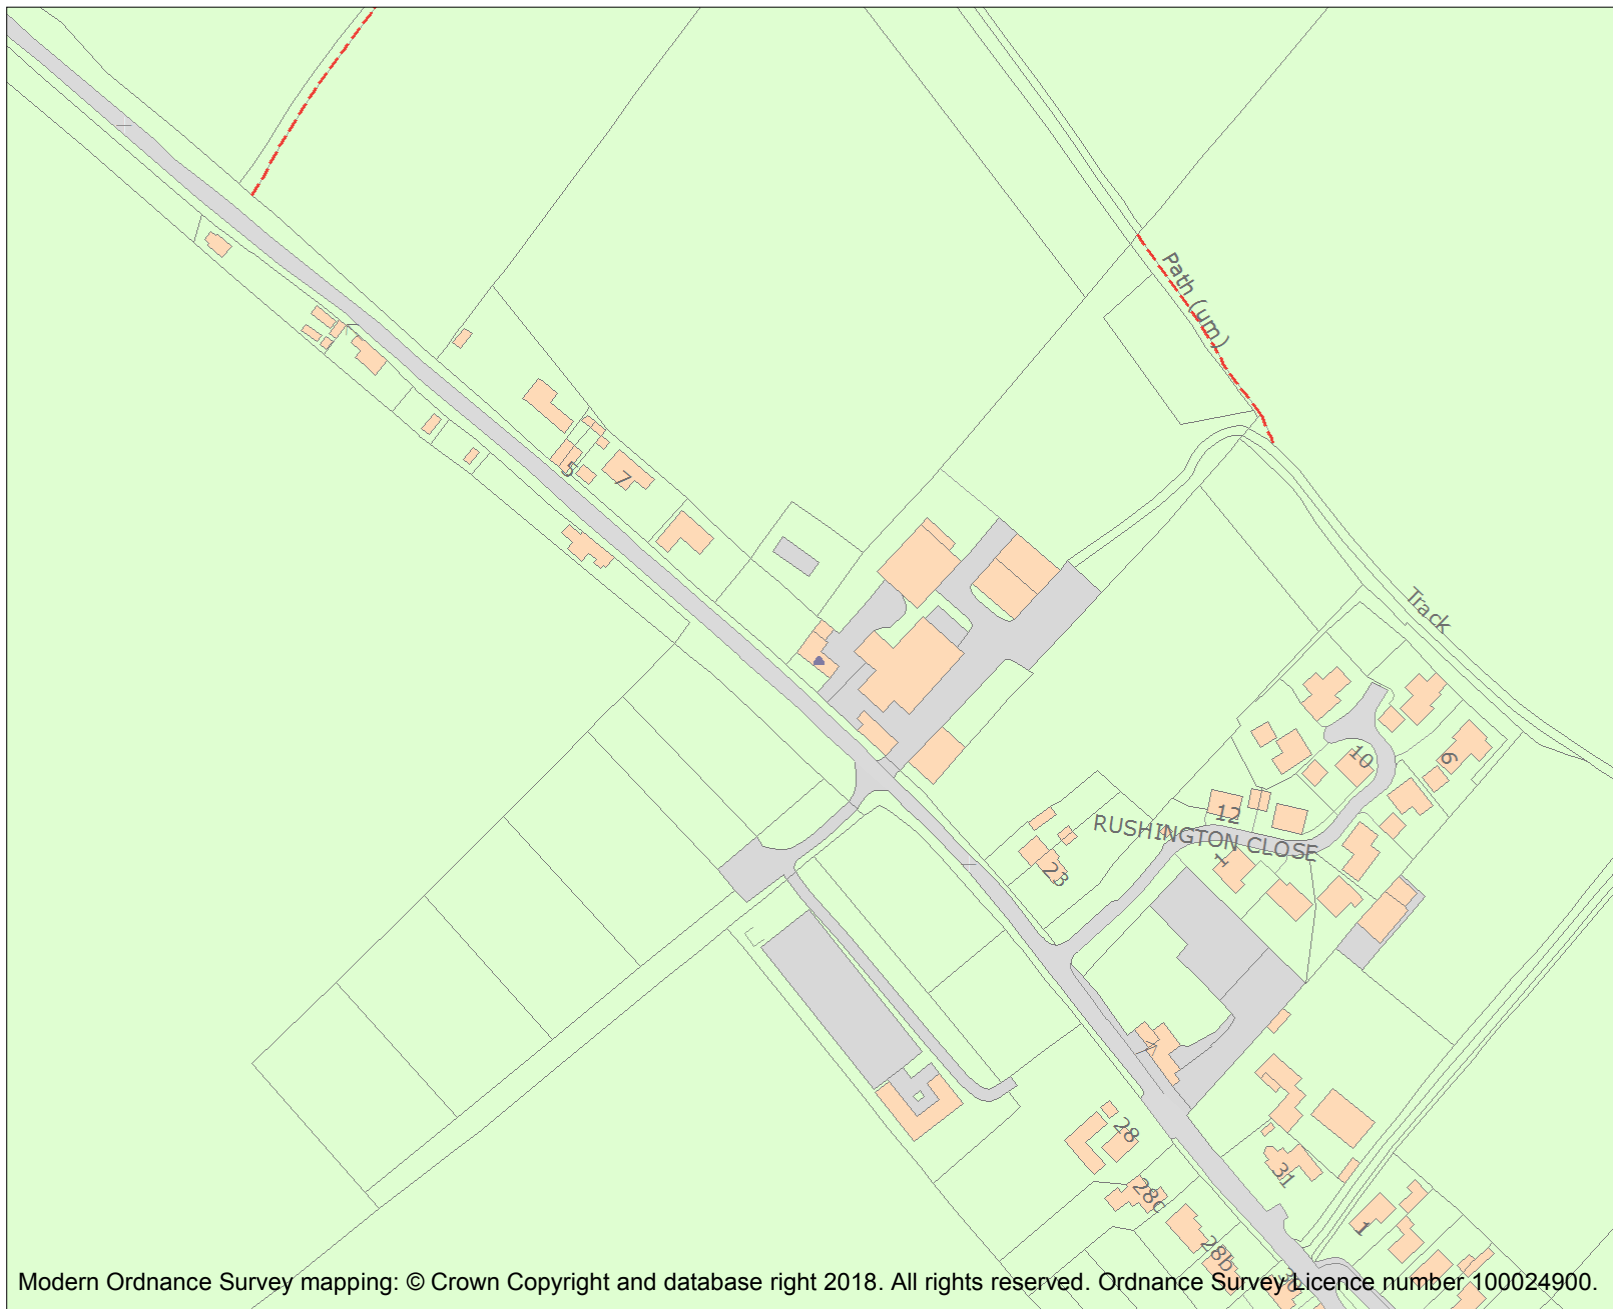 Path (um)
5
7
Track
10
6
12
RUSHINGTON CLOSE
1
23
28
31
28c
1
28b
Modern Ordnance Survey mapping: © Crown Copyright and database right 2018. All rights reserved. Ordnance Survey Licence number 100024900.